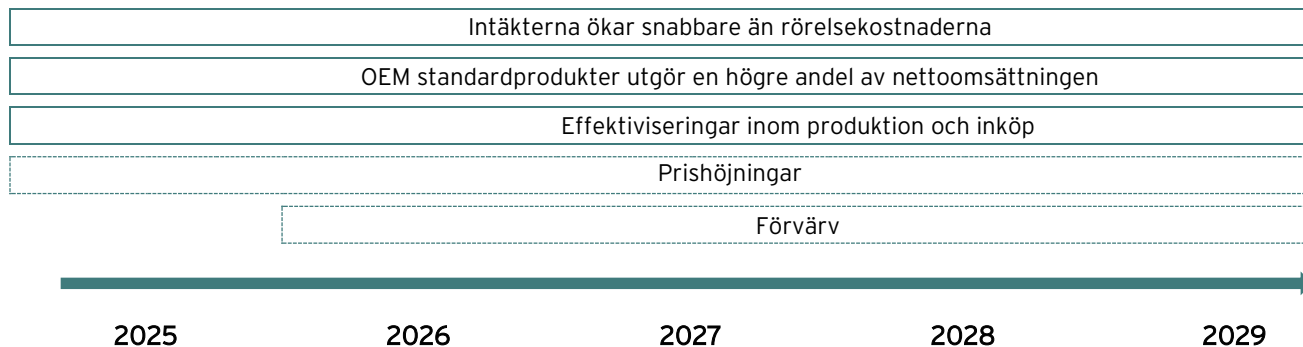 Intäkterna ökar snabbare än rörelsekostnaderna
OEM standardprodukter utgör en högre andel av nettoomsättningen
Effektiviseringar inom produktion och inköp
Prishöjningar
Förvärv
2025 2026 2027 2028 2029